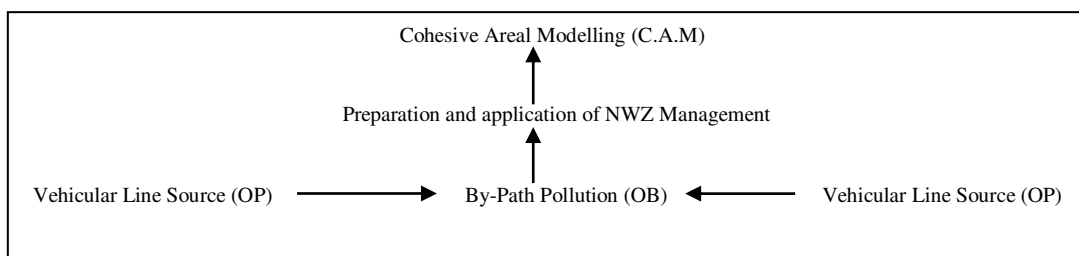 Cohesive Areal Modelling (C.A.M)
Preparation and application of NWZ Management
Vehicular Line Source (OP)
By-Path Pollution (OB)
Vehicular Line Source (OP)